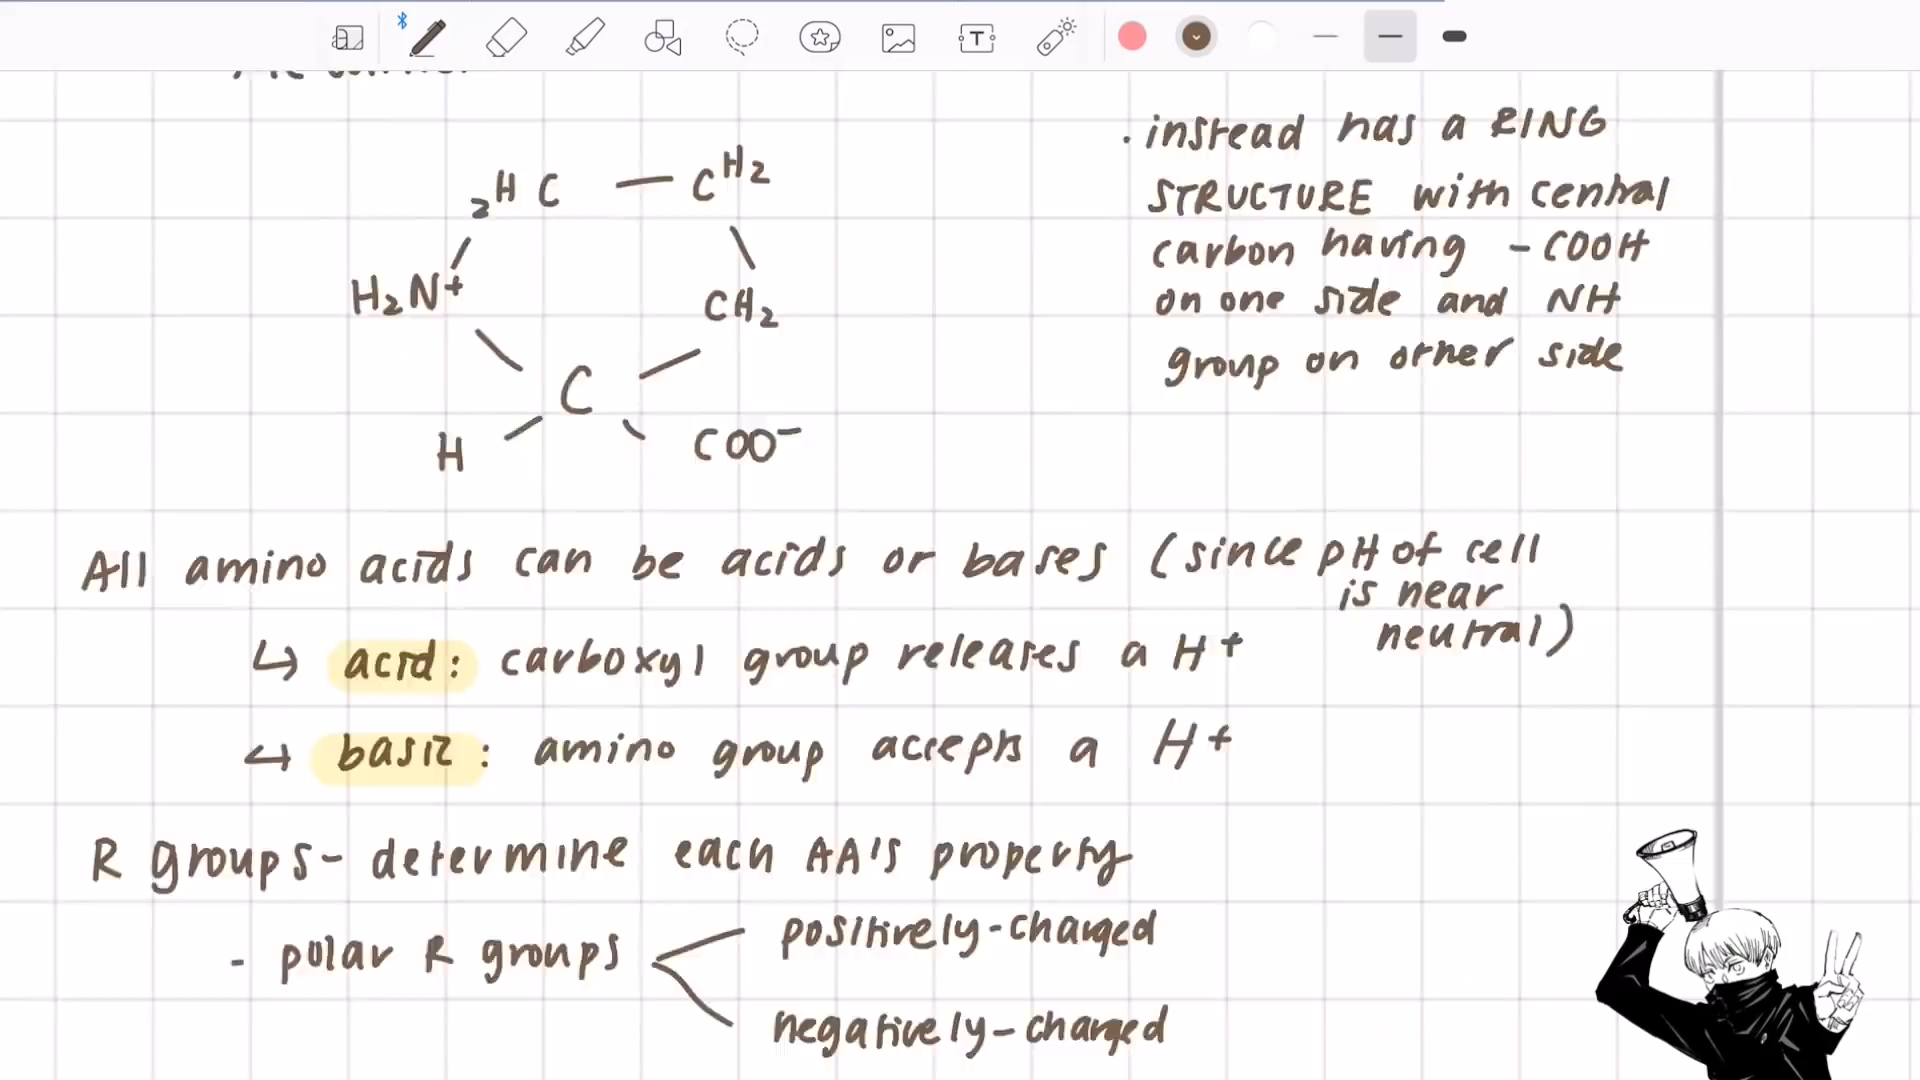 ₂HC — CH₂
H₂N+
CH₂
C
H
COO⁻
. instead has a RING
STRUCTURE with central
carbon having - COOH
on one side and NH
group on other side
All amino acids can be acids or bases (since pH of cell
is near
neutral)
↳ acid: carboxyl group releases a H+
↳ basic: amino group accepts a H+
R groups- determine each AA's property
- polar R groups
positively-charged
negatively-charged